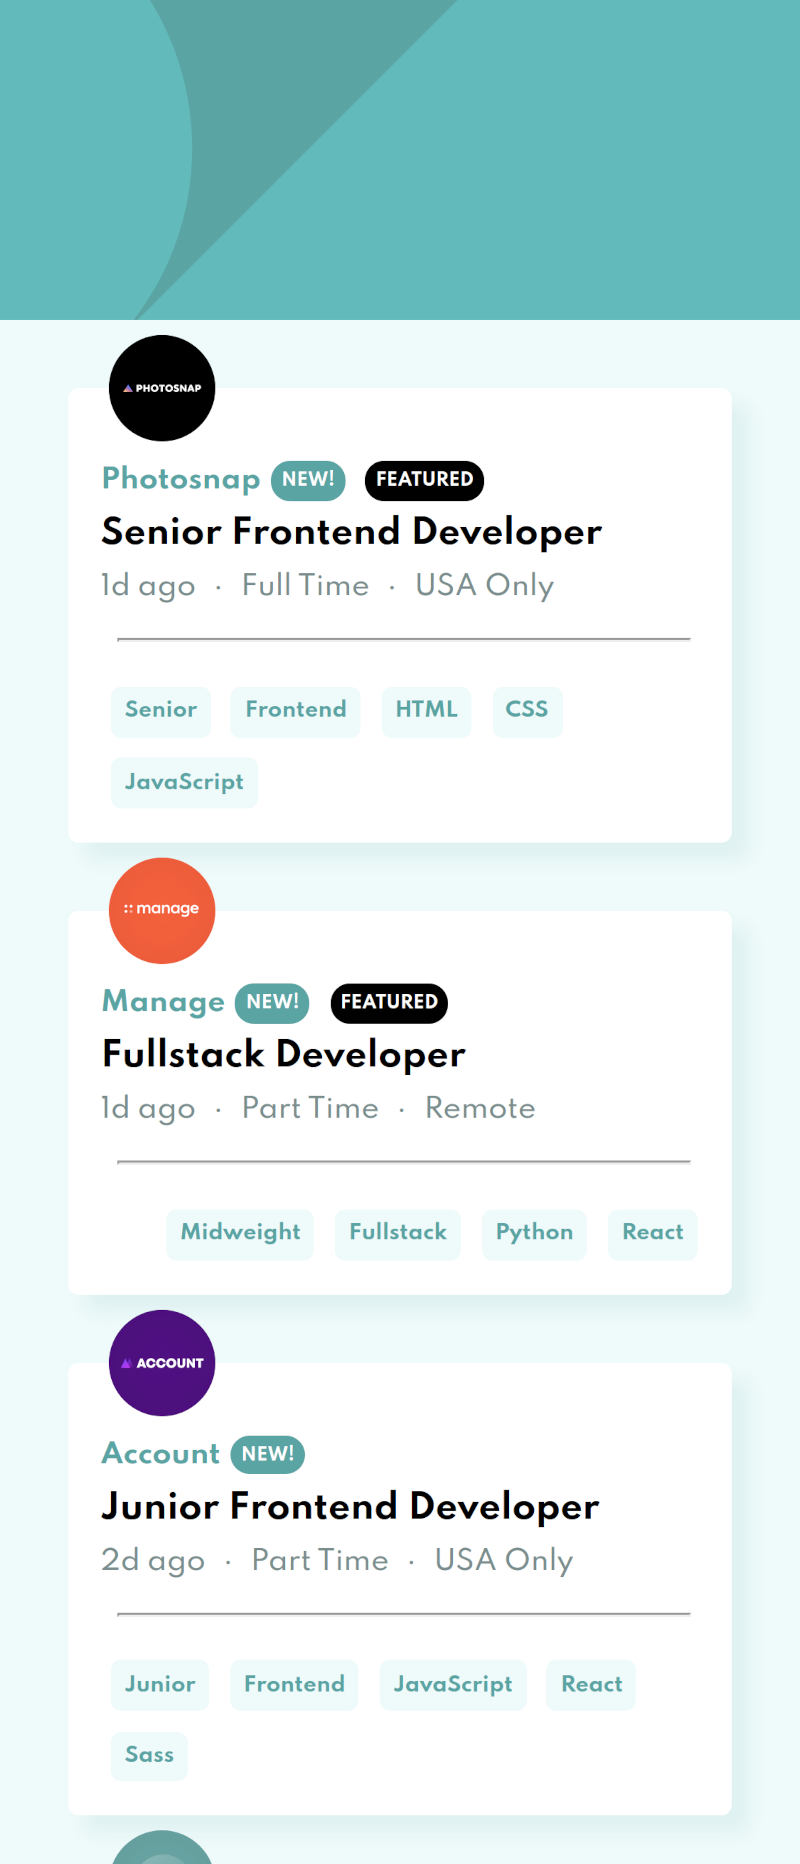 PHOTOSNAP
Photosnap NEW! FEATURED
Senior Frontend Developer
1d ago · Full Time · USA Only
Senior Frontend HTML CSS
JavaScript
manage
Manage NEW! FEATURED
Fullstack Developer
1d ago · Part Time · Remote
Midweight Fullstack Python React
ACCOUNT
Account NEW!
Junior Frontend Developer
2d ago · Part Time · USA Only
Junior Frontend JavaScript React
Sass